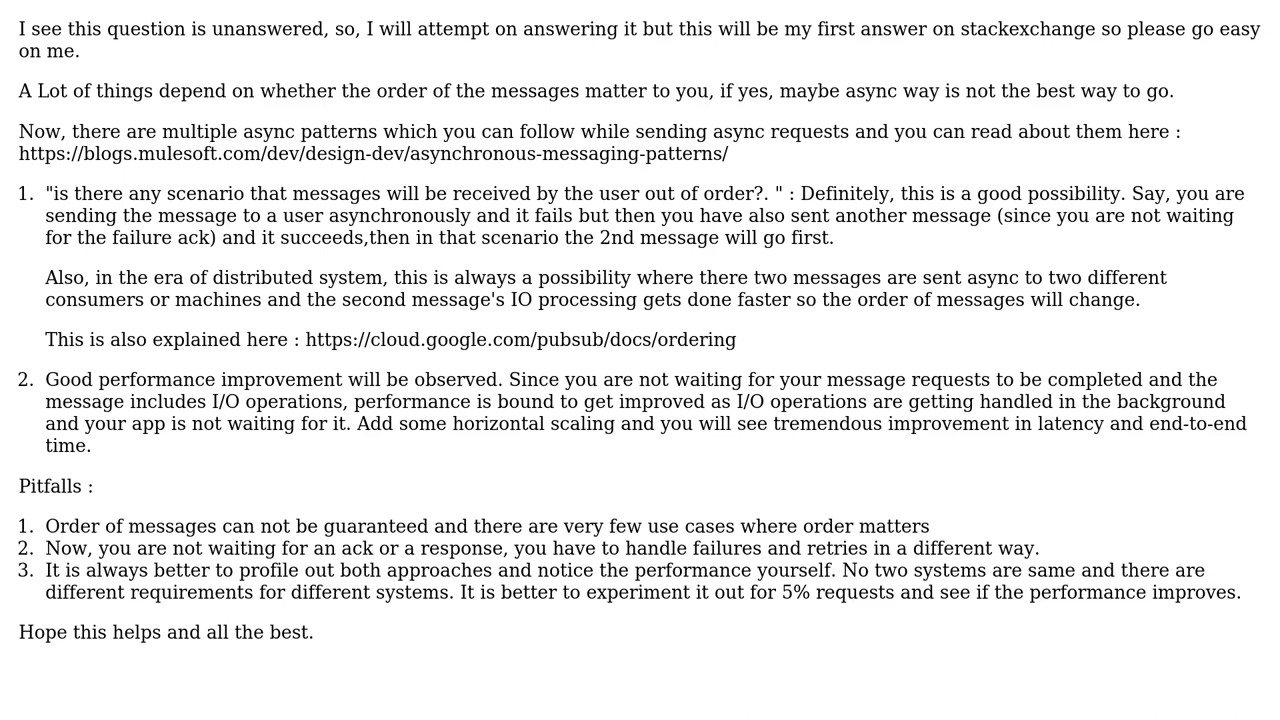 I see this question is unanswered, so, I will attempt on answering it but this will be my first answer on stackexchange so please go easy
on me.
A Lot of things depend on whether the order of the messages matter to you, if yes, maybe async way is not the best way to go.
Now, there are multiple async patterns which you can follow while sending async requests and you can read about them here :
https://blogs.mulesoft.com/dev/design-dev/asynchronous-messaging-patterns/
1. "is there any scenario that messages will be received by the user out of order?. " : Definitely, this is a good possibility. Say, you are
sending the message to a user asynchronously and it fails but then you have also sent another message (since you are not waiting
for the failure ack) and it succeeds,then in that scenario the 2nd message will go first.
Also, in the era of distributed system, this is always a possibility where there two messages are sent async to two different
consumers or machines and the second message's IO processing gets done faster so the order of messages will change.
This is also explained here : https://cloud.google.com/pubsub/docs/ordering
2. Good performance improvement will be observed. Since you are not waiting for your message requests to be completed and the
message includes I/O operations, performance is bound to get improved as I/O operations are getting handled in the background
and your app is not waiting for it. Add some horizontal scaling and you will see tremendous improvement in latency and end-to-end
time.
Pitfalls :
1. Order of messages can not be guaranteed and there are very few use cases where order matters
2. Now, you are not waiting for an ack or a response, you have to handle failures and retries in a different way.
3. It is always better to profile out both approaches and notice the performance yourself. No two systems are same and there are
different requirements for different systems. It is better to experiment it out for 5% requests and see if the performance improves.
Hope this helps and all the best.